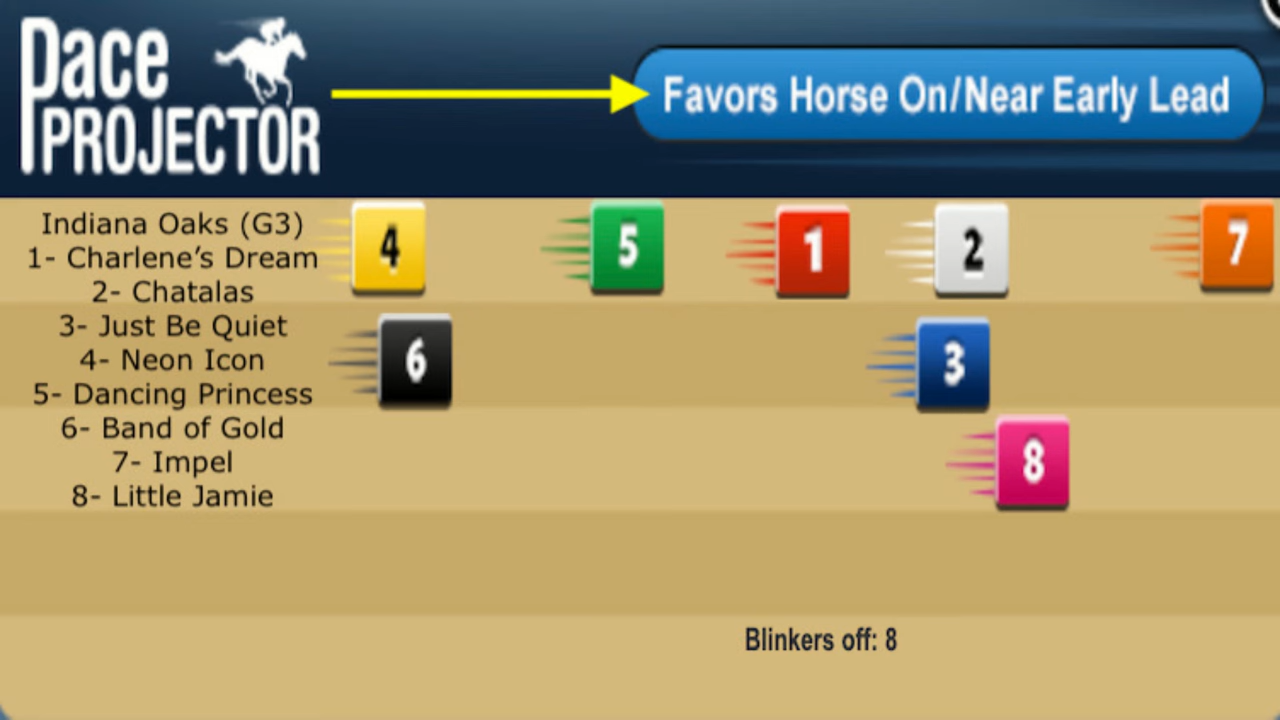 Pace
PROJECTOR
Favors Horse On/Near Early Lead
Indiana Oaks (G3)
1- Charlene’s Dream
2- Chatalas
3- Just Be Quiet
4- Neon Icon
5- Dancing Princess
6- Band of Gold
7- Impel
8- Little Jamie
4
5
1
2
7
6
3
8
Blinkers off: 8